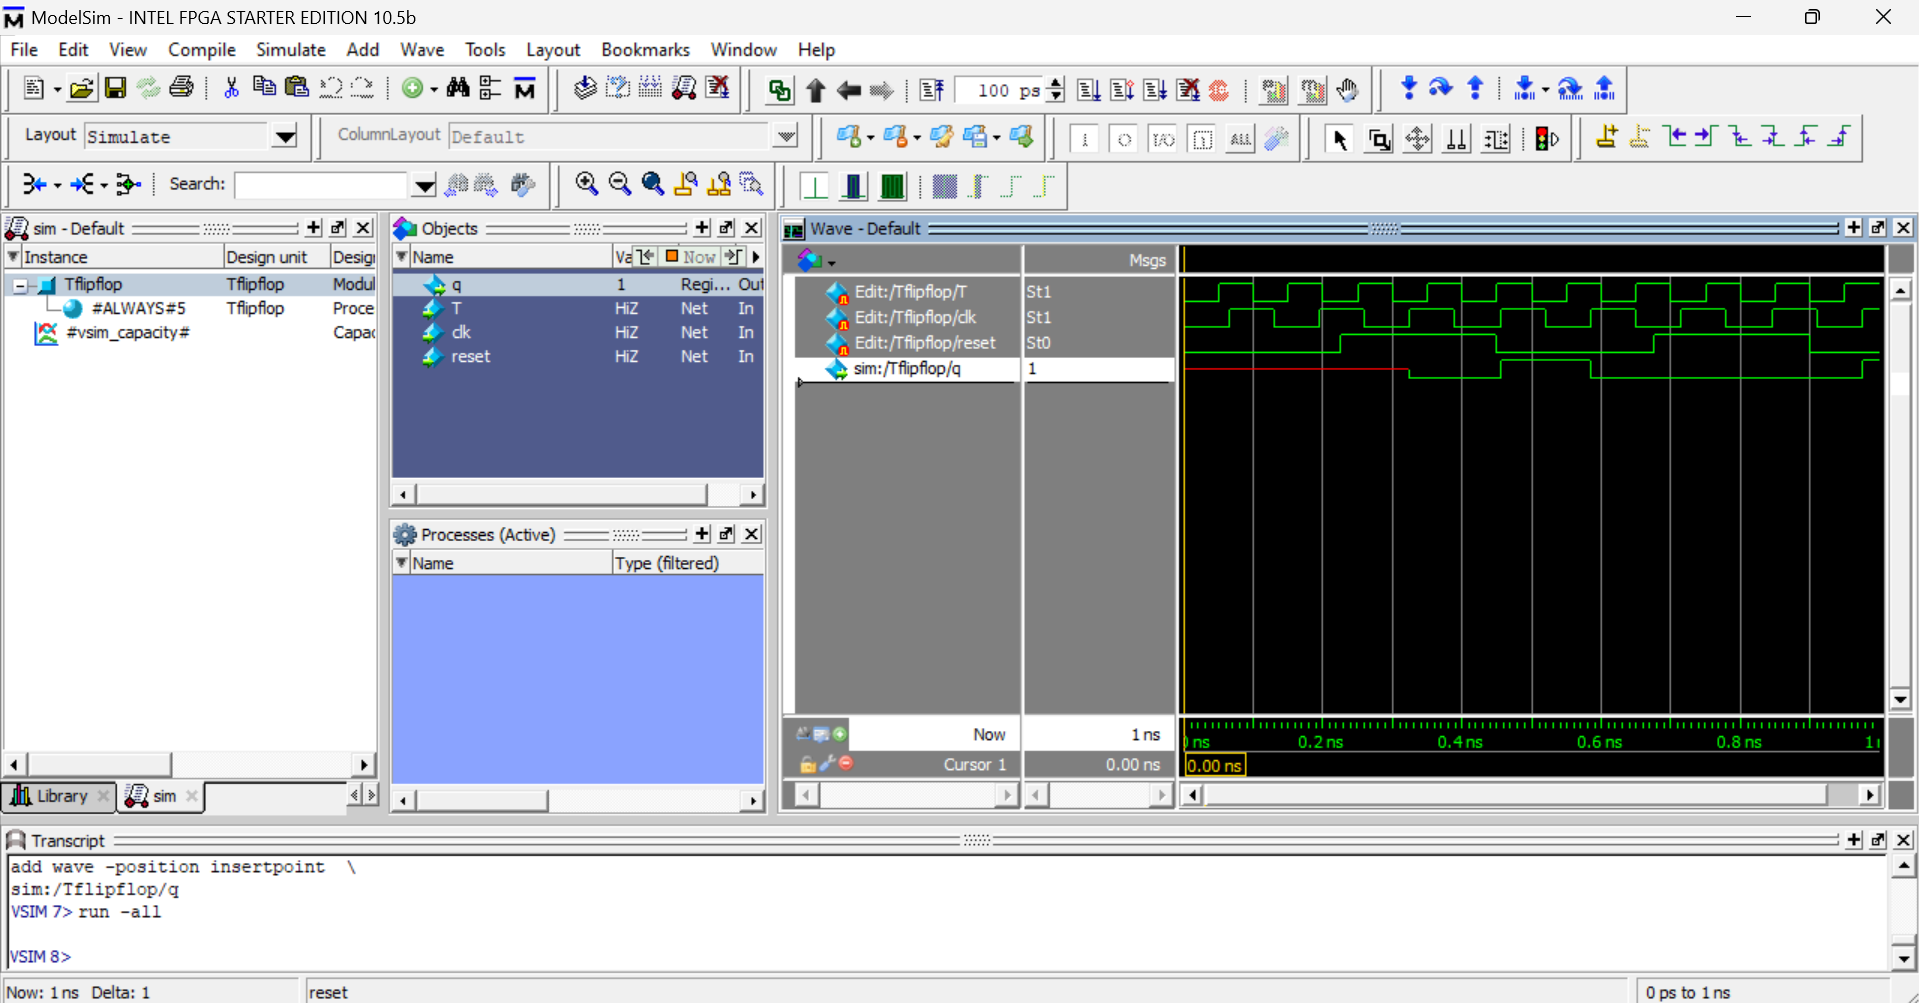 ModelSim - INTEL FPGA STARTER EDITION 10.5b
File Edit View Compile Simulate Add Wave Tools Layout Bookmarks Window Help
100 ps
Layout Simulate
ColumnLayout Default
ALL
Search:
sim - Default
Instance Design unit Desig
Tflipflop Tflipflop Modul
#ALWAYS#5 Tflipflop Proce
#vsim_capacity# Capac
Library
sim
Objects
Name Va Now
q 1 Regi... Out
T HiZ Net In
clk HiZ Net In
reset HiZ Net In
Processes (Active)
Name Type (filtered)
Wave - Default
Msgs
Edit:/Tflipflop/T St1
Edit:/Tflipflop/clk St1
Edit:/Tflipflop/reset St0
sim:/Tflipflop/q 1
Now 1 ns
Cursor 1 0.00 ns
ns 0.2 ns 0.4 ns 0.6 ns 0.8 ns 1
0.00 ns
Transcript
add wave -position insertpoint \
sim:/Tflipflop/q
VSIM 7> run -all
VSIM 8>
Now: 1 ns Delta: 1
reset
0 ps to 1 ns